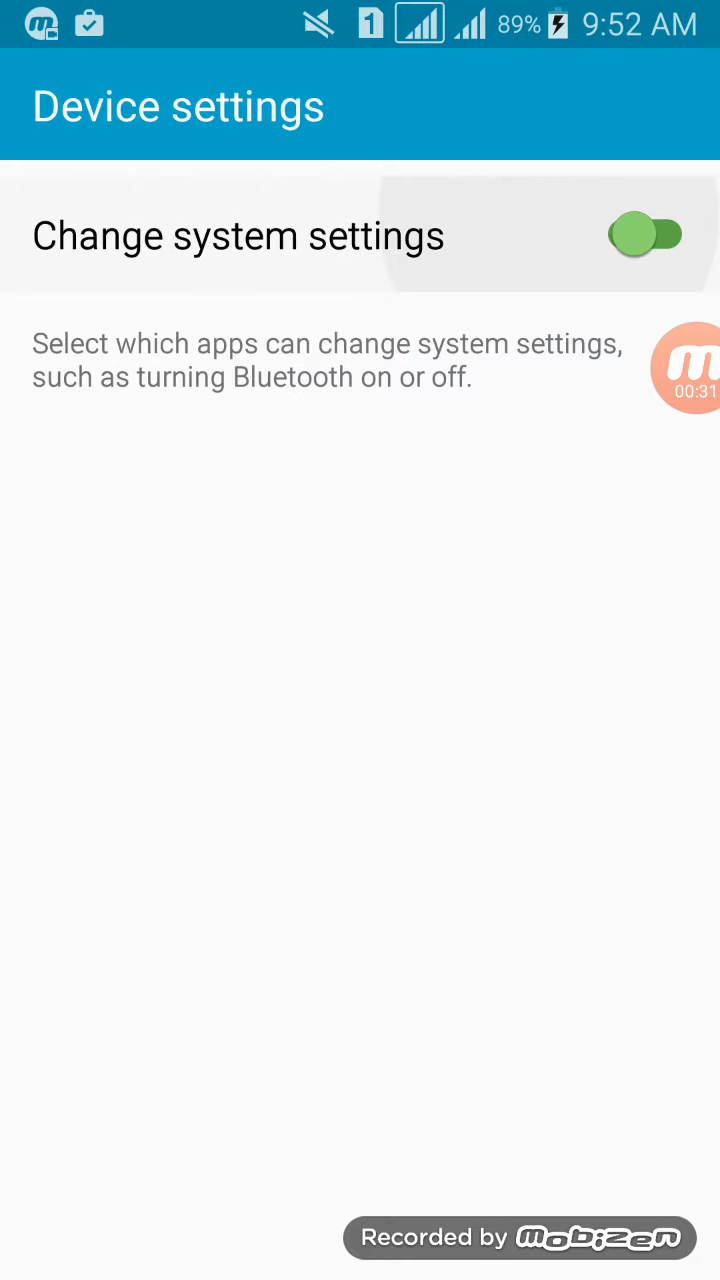 1 89% 9:52 AM
Device settings
Change system settings
Select which apps can change system settings,
such as turning Bluetooth on or off.
m
00:31
Recorded by mobizen